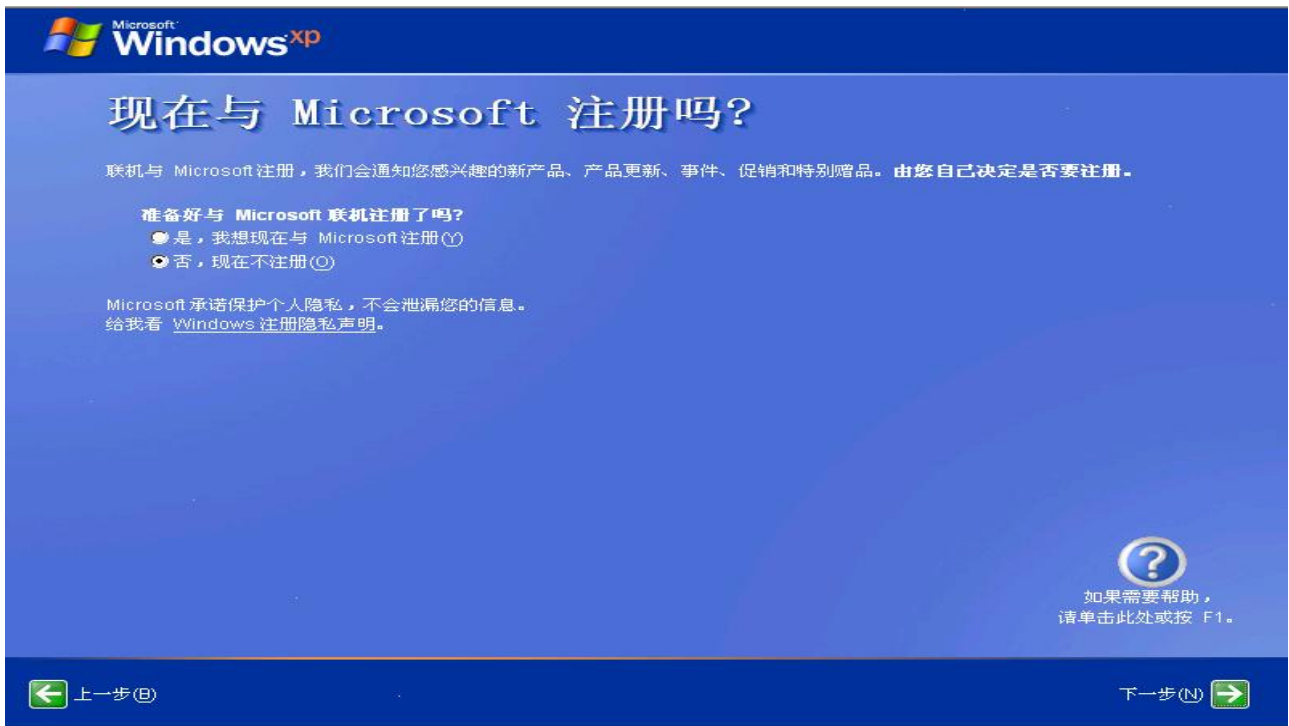 Microsoft
Windows xp
现在与 Microsoft 注册吗?
联机与 Microsoft 注册，我们会通知您感兴趣的新产品、产品更新、事件、促销和特别赠品。由您自己决定是否要注册。
准备好与 Microsoft 联机注册了吗?
是，我想现在与 Microsoft 注册(Y)
否，现在不注册(O)
Microsoft 承诺保护个人隐私，不会泄漏您的信息。
给我看 Windows 注册隐私声明。
如果需要帮助，
请单击此处或按 F1。
上一步(B)
下一步(N)